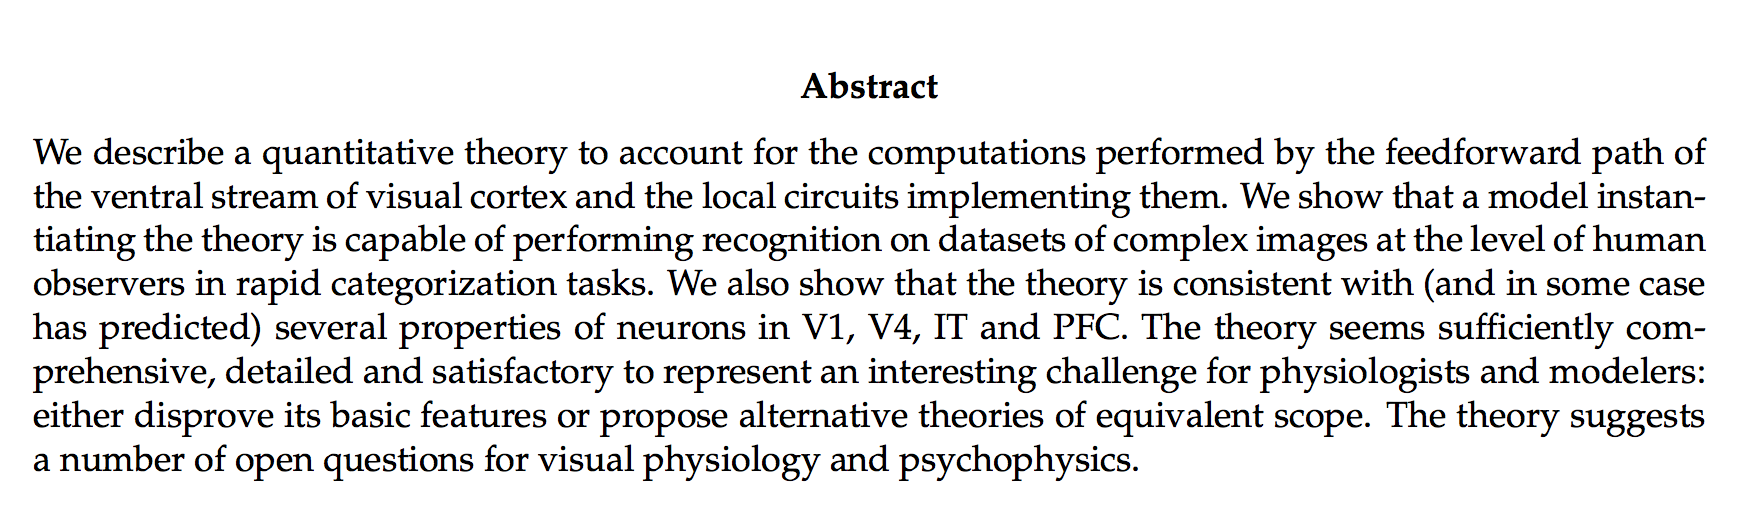 Abstract
We describe a quantitative theory to account for the computations performed by the feedforward path of
the ventral stream of visual cortex and the local circuits implementing them. We show that a model instan-
tiating the theory is capable of performing recognition on datasets of complex images at the level of human
observers in rapid categorization tasks. We also show that the theory is consistent with (and in some case
has predicted) several properties of neurons in V1, V4, IT and PFC. The theory seems sufficiently com-
prehensive, detailed and satisfactory to represent an interesting challenge for physiologists and modelers:
either disprove its basic features or propose alternative theories of equivalent scope. The theory suggests
a number of open questions for visual physiology and psychophysics.